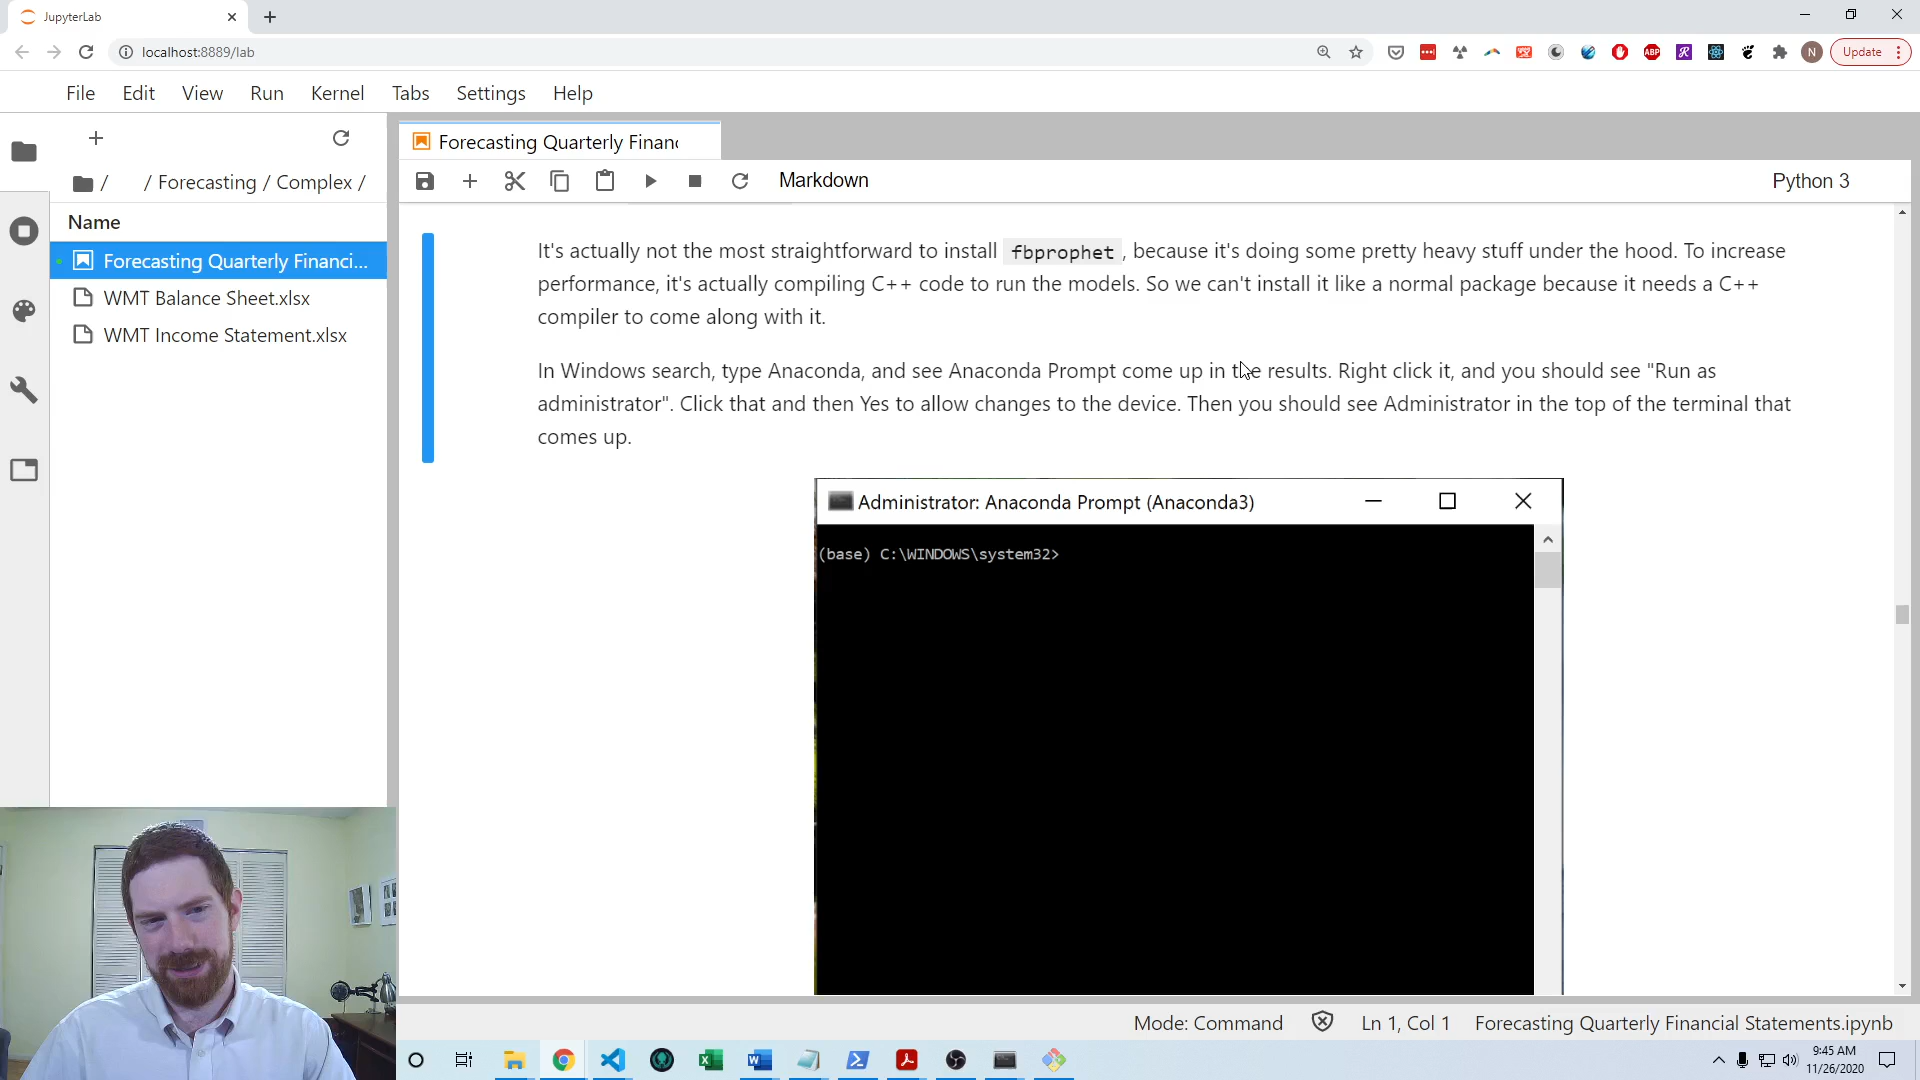 JupyterLab
localhost:8889/lab
ABP
N
Update
File Edit View Run Kernel Tabs Settings Help
/ / Forecasting / Complex /
Name
Forecasting Quarterly Financi...
WMT Balance Sheet.xlsx
WMT Income Statement.xlsx
Forecasting Quarterly Financ
Markdown
Python 3
It's actually not the most straightforward to install fbprophet, because it's doing some pretty heavy stuff under the hood. To increase
performance, it's actually compiling C++ code to run the models. So we can't install it like a normal package because it needs a C++
compiler to come along with it.
In Windows search, type Anaconda, and see Anaconda Prompt come up in the results. Right click it, and you should see "Run as
administrator". Click that and then Yes to allow changes to the device. Then you should see Administrator in the top of the terminal that
comes up.
Administrator: Anaconda Prompt (Anaconda3)
(base) C:\WINDOWS\system32>
Mode: Command
Ln 1, Col 1
Forecasting Quarterly Financial Statements.ipynb
9:45 AM
11/26/2020